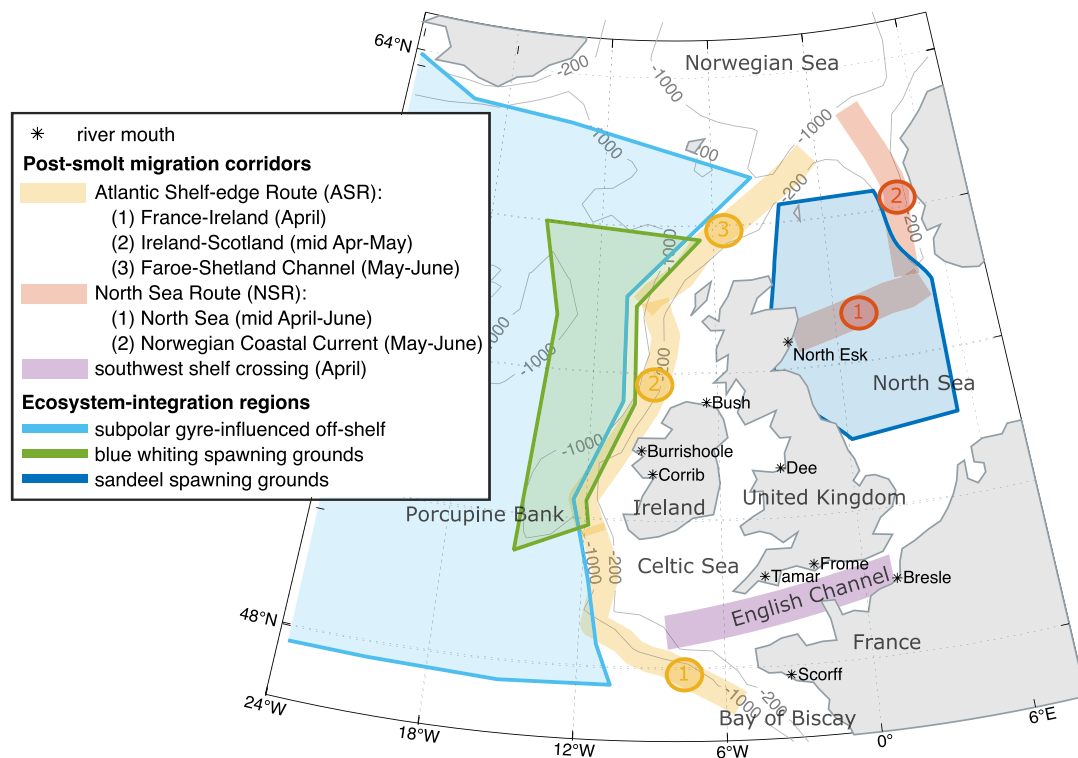 64°N
Norwegian Sea
-200
-1000
-1000
-1000
-200
river mouth
Post-smolt migration corridors
Atlantic Shelf-edge Route (ASR):
(1) France-Ireland (April)
(2) Ireland-Scotland (mid Apr-May)
(3) Faroe-Shetland Channel (May-June)
North Sea Route (NSR):
(1) North Sea (mid April-June)
(2) Norwegian Coastal Current (May-June)
southwest shelf crossing (April)
Ecosystem-integration regions
subpolar gyre-influenced off-shelf
blue whiting spawning grounds
sandeel spawning grounds
2
3
-200
-1000
1
-1000
-200
2
North Esk
North Sea
Bush
-1000
Burrishoole
Corrib
Dee
Porcupine Bank
Ireland
United Kingdom
-1000
-200
Celtic Sea
Frome
Tamar
Bresle
English Channel
48°N
France
1
Scorff
-1000
-200
Bay of Biscay
24°W
18°W
12°W
6°W
0°
6°E